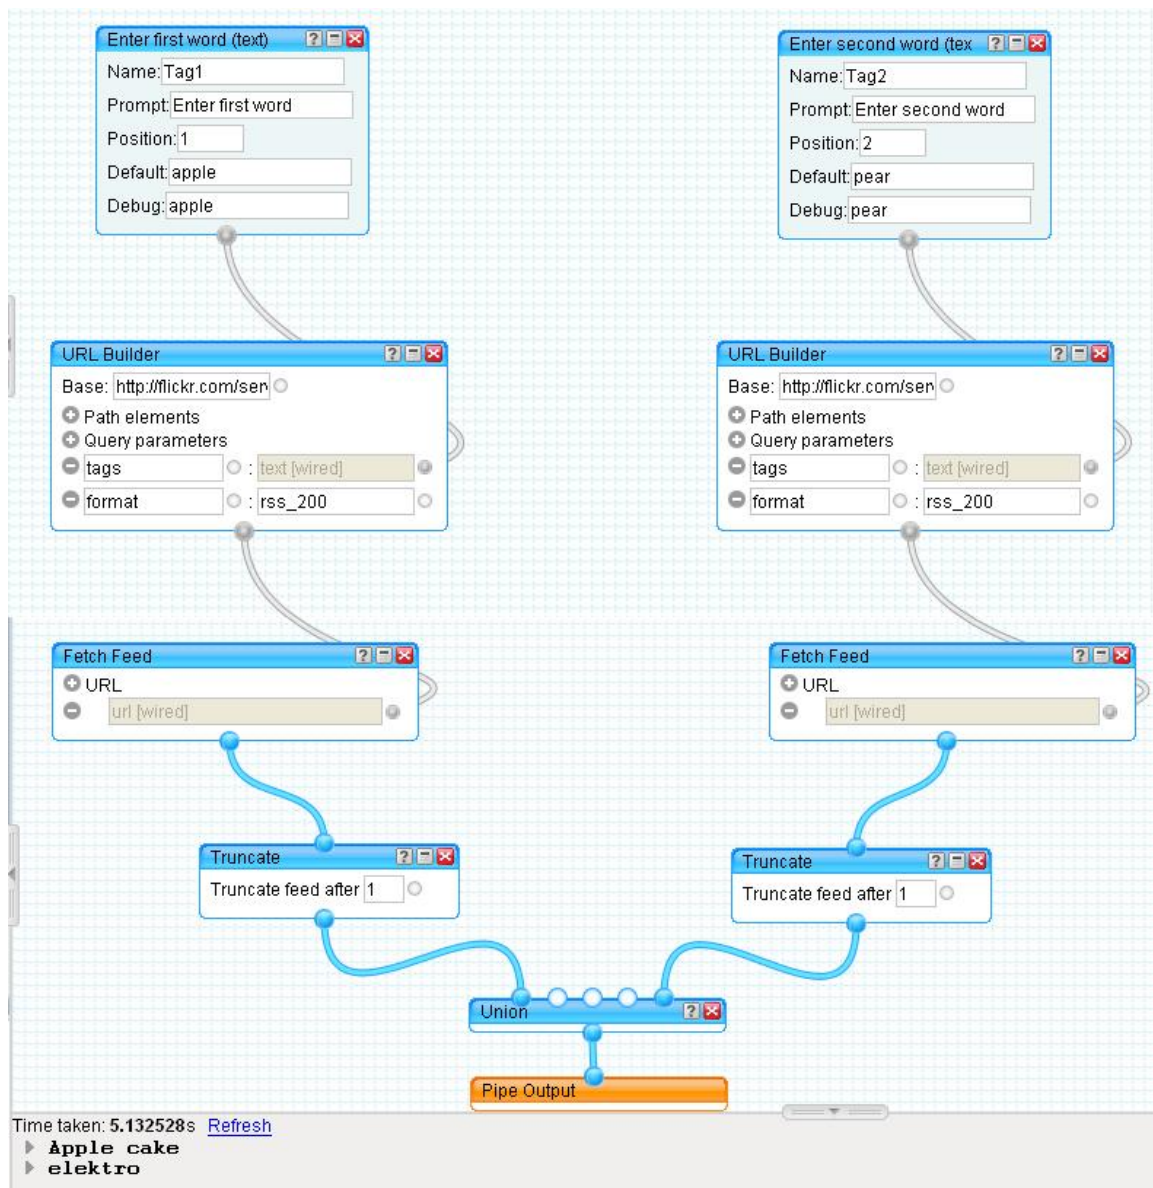 Enter first word (text)
Name: Tag1
Prompt: Enter first word
Position: 1
Default: apple
Debug: apple
Enter second word (tex
Name: Tag2
Prompt: Enter second word
Position: 2
Default: pear
Debug: pear
URL Builder
Base: http://flickr.com/ser
Path elements
Query parameters
tags : text [wired]
format : rss_200
URL Builder
Base: http://flickr.com/ser
Path elements
Query parameters
tags : text [wired]
format : rss_200
Fetch Feed
URL
url [wired]
Fetch Feed
URL
url [wired]
Truncate
Truncate feed after 1
Truncate
Truncate feed after 1
Union
Pipe Output
Time taken: 5.132528s Refresh
Apple cake
elektro